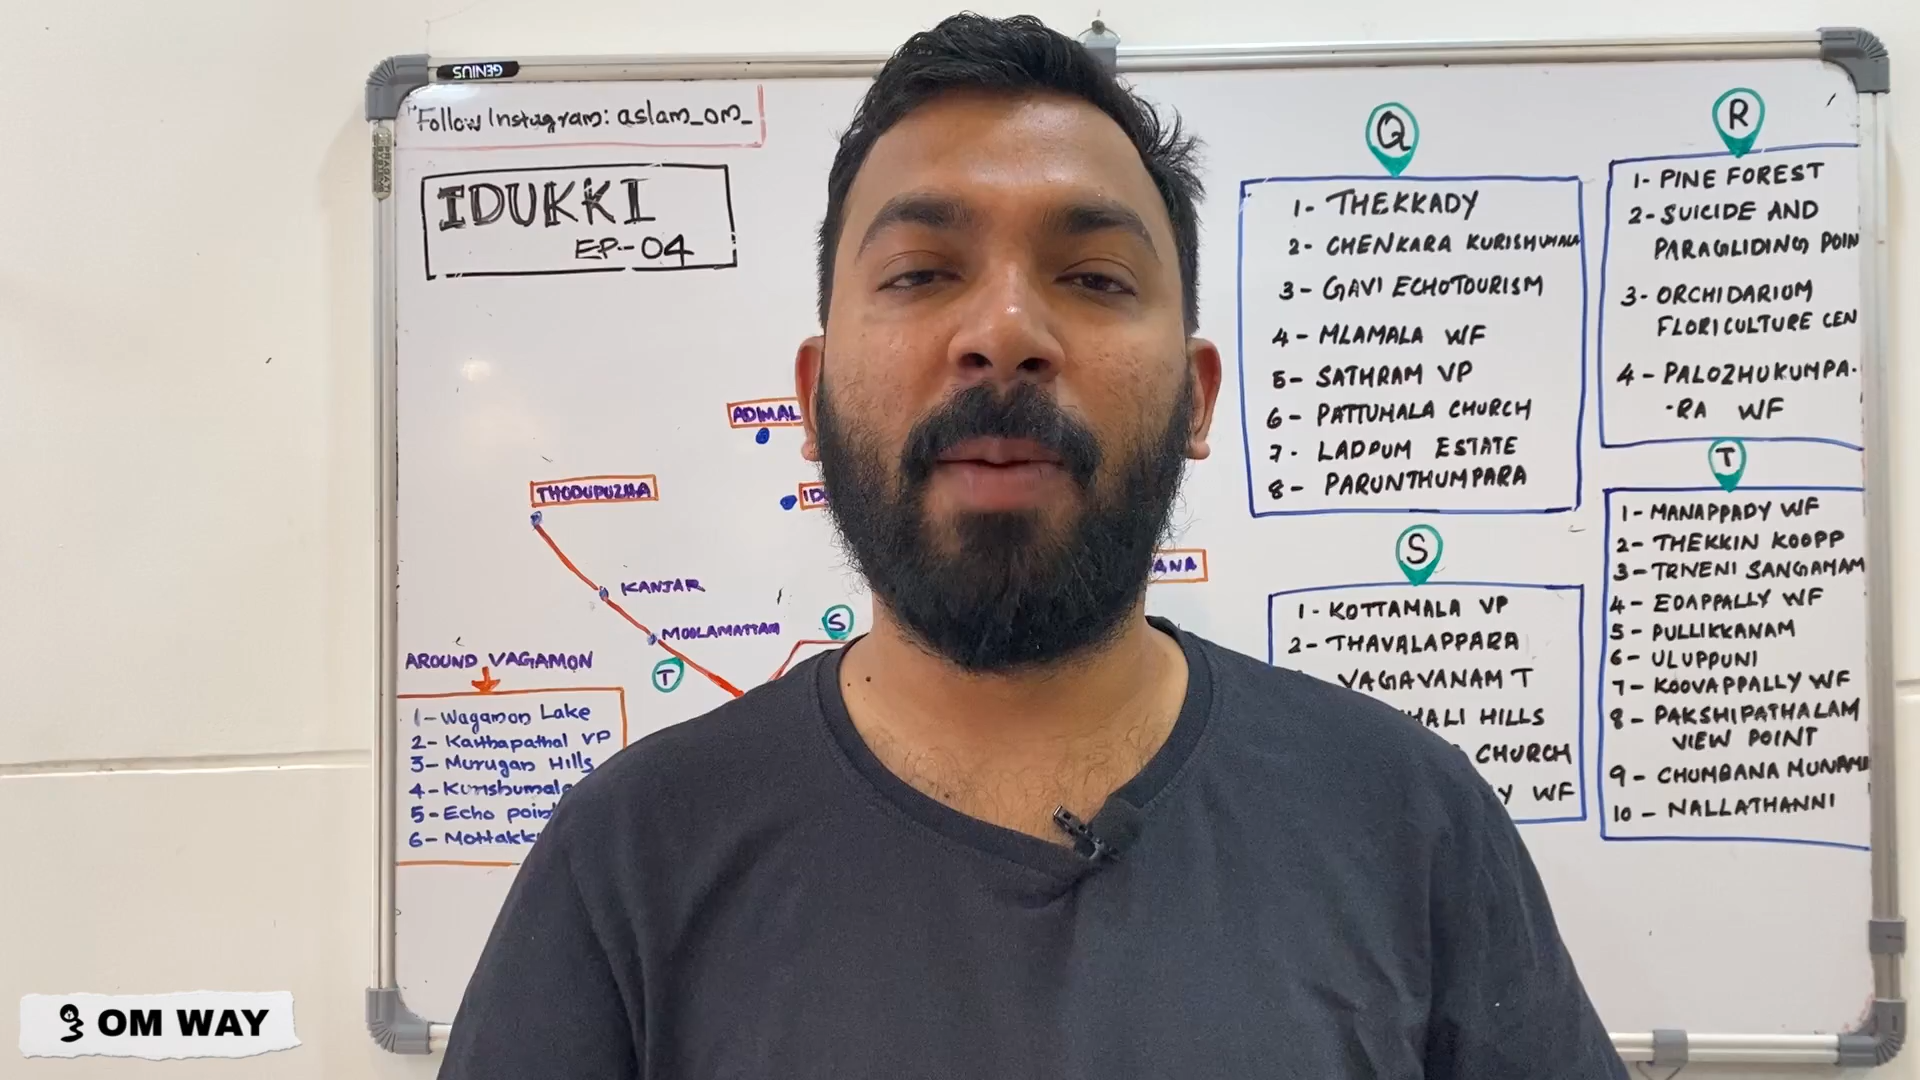 GENIUS
Follow Instagram: aslam_om_
IDUKKI
EP-04
ADIMAL
THODUPUZHA
KANJAR
MOOLAMATTAM
S
T
ANA
AROUND VAGAMON
1- Wagamon Lake
2- Kaithapathal VP
3- Murugan Hills
4- Kurishumala
5- Echo poin
6- Mottakku
Q
1- THEKKADY
2- CHENKARA KURISHUMALA
3- GAVI ECHOTOURISM
4- MLAMALA WF
5- SATHRAM VP
6- PATTUMALA CHURCH
7- LADDUM ESTATE
8- PARUNTHUMPARA
R
1- PINE FOREST
2- SUICIDE AND
PARAGLIDING POIN
3- ORCHIDARIUM
FLORICULTURE CEN
4- PALOZHUKUMPA-
-RA WF
S
1- KOTTAMALA VP
2- THAVALAPPARA
VAGAVANAM T
HALI HILLS
CHURCH
Y WF
T
1- MANAPPADY WF
2- THEKKIN KOOPP
3- TRIVENI SANGAMAM
4- EDAPPALLY WF
5- PULLIKKANAM
6- ULUPPUNI
7- KOOVAPPALLY WF
8- PAKSHIPATHALAM
VIEW POINT
9- CHUMBANA MUNAMB
10- NALLATHANNI
OM WAY